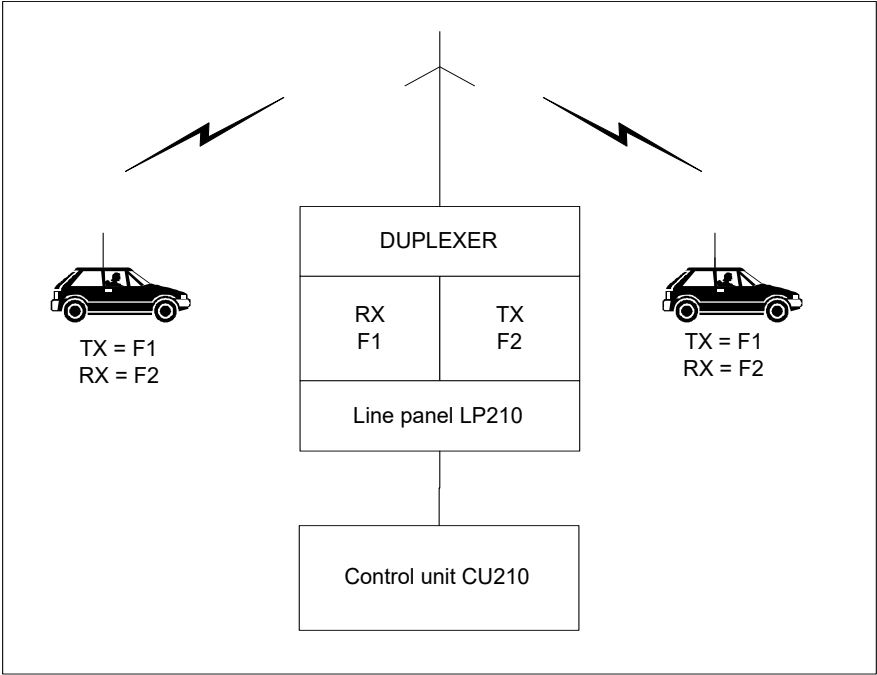 DUPLEXER
RX
F1
TX
F2
TX = F1
RX = F2
TX = F1
RX = F2
Line panel LP210
Control unit CU210